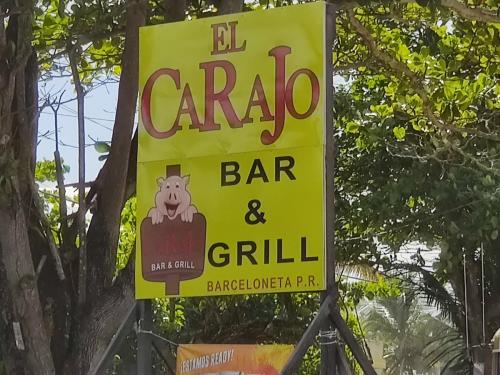 EL
CARAJO
BAR
&
GRILL
BAR & GRILL
BARCELONETA P.R.
¡ESTAMOS READY!